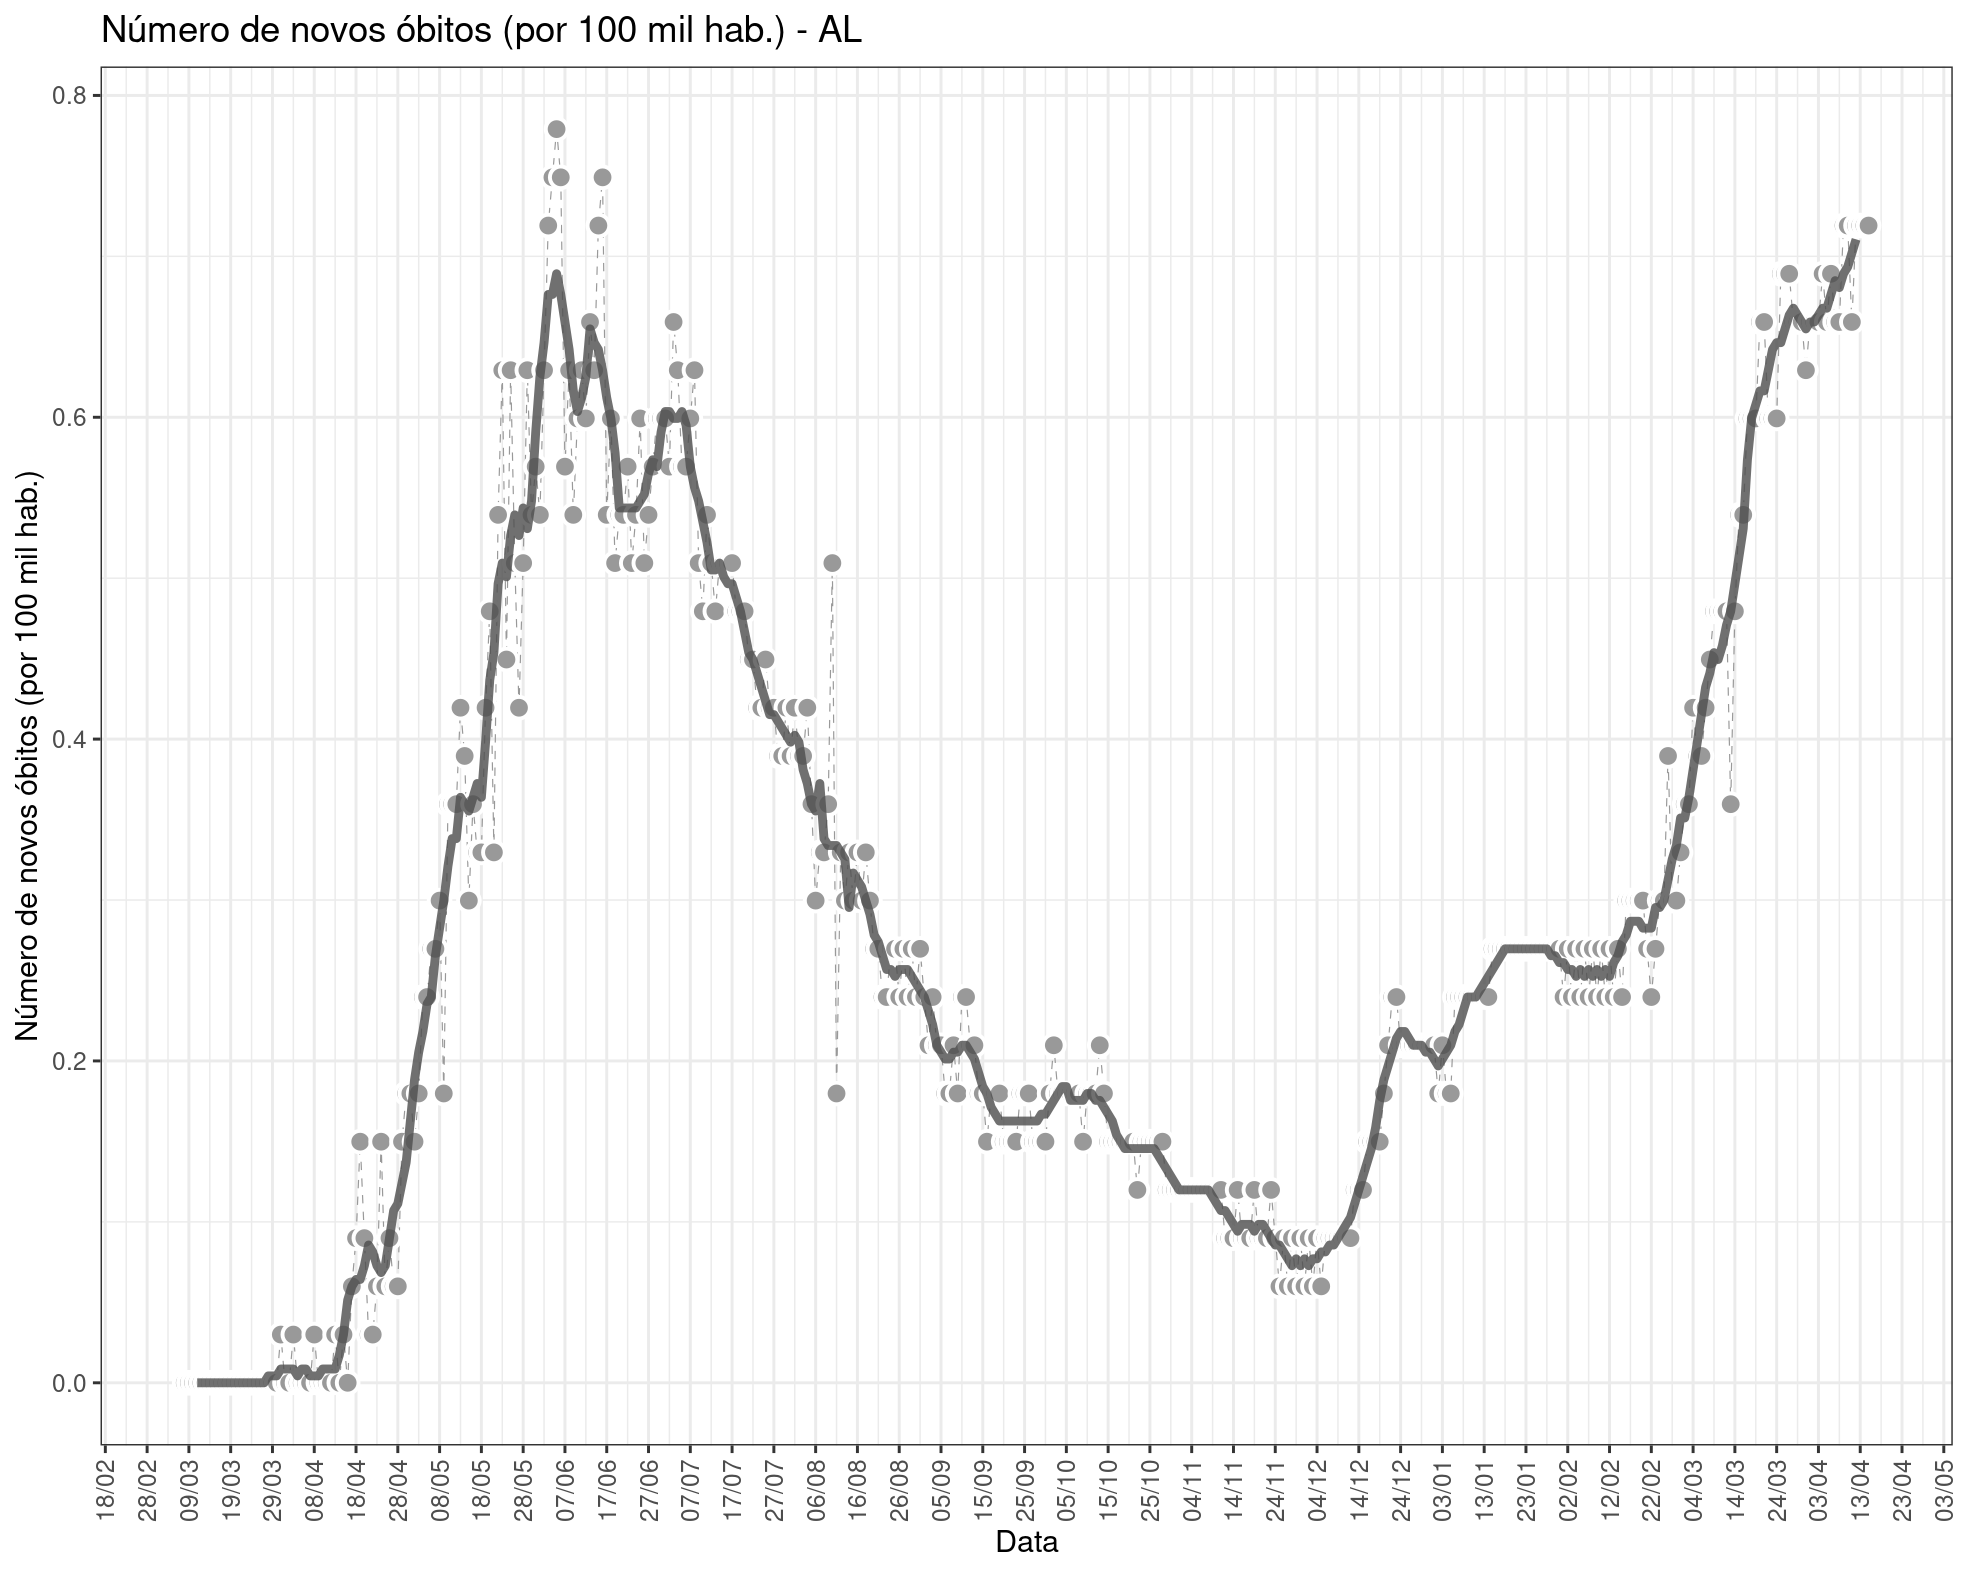 Número de novos óbitos (por 100 mil hab.) - AL
Número de novos óbitos (por 100 mil hab.)
0.8
0.6
0.4
0.2
0.0
18/02 28/02 09/03 19/03 29/03 08/04 18/04 28/04 08/05 18/05 28/05 07/06 17/06 27/06 07/07 17/07 27/07 06/08 16/08 26/08 05/09 15/09 25/09 05/10 15/10 25/10 04/11 14/11 24/11 04/12 14/12 24/12 03/01 13/01 23/01 02/02 12/02 22/02 04/03 14/03 24/03 03/04 13/04 23/04 03/05
Data